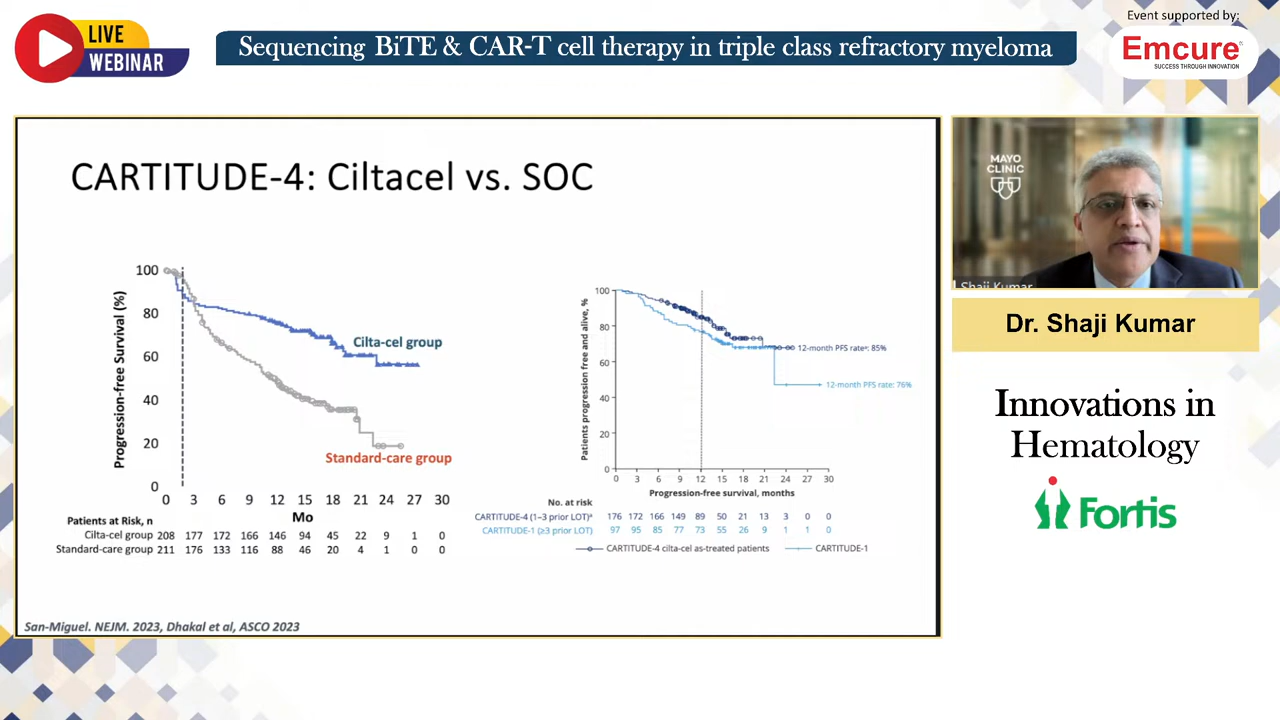 LIVE
WEBINAR
Sequencing BiTE & CAR-T cell therapy in triple class refractory myeloma
Event supported by:
Emcure®
SUCCESS THROUGH INNOVATION
CARTITUDE-4: Ciltacel vs. SOC
Progression-free Survival (%)
100
80
60
40
20
0
Cilta-cel group
Standard-care group
0 3 6 9 12 15 18 21 24 27 30
Mo
Patients at Risk, n
Cilta-cel group 208 177 172 166 146 94 45 22 9 1 0
Standard-care group 211 176 133 116 88 46 20 4 1 0 0
Patients progression free and alive, %
100
80
60
40
20
0
12-month PFS rateᵃ: 85%
12-month PFS rate: 76%
0 3 6 9 12 15 18 21 24 27 30
Progression-free survival, months
No. at risk
CARTITUDE-4 (1–3 prior LOT)ᵃ 176 172 166 149 89 50 21 13 3 0 0
CARTITUDE-1 (≥3 prior LOT) 97 95 85 77 73 55 26 9 1 1 0
CARTITUDE-4 cilta-cel as-treated patients CARTITUDE-1
San-Miguel. NEJM. 2023, Dhakal et al, ASCO 2023
MAYO
CLINIC
Shaji Kumar
Dr. Shaji Kumar
Innovations in
Hematology
Fortis